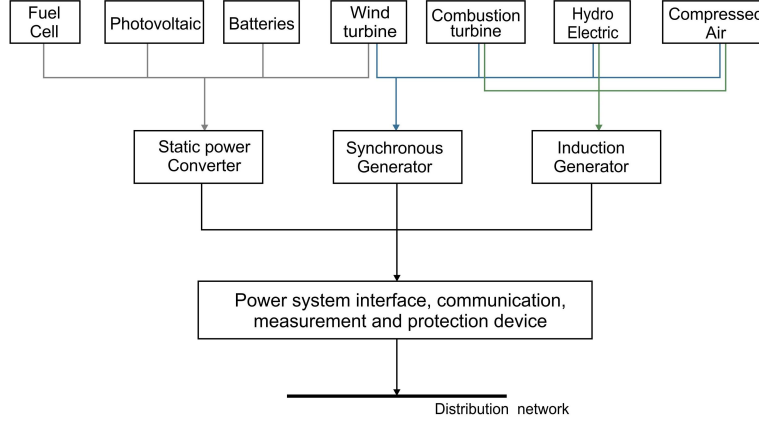 Fuel
Cell
Photovoltaic
Batteries
Wind
turbine
Combustion
turbine
Hydro
Electric
Compressed
Air
Static power
Converter
Synchronous
Generator
Induction
Generator
Power system interface, communication,
measurement and protection device
Distribution network